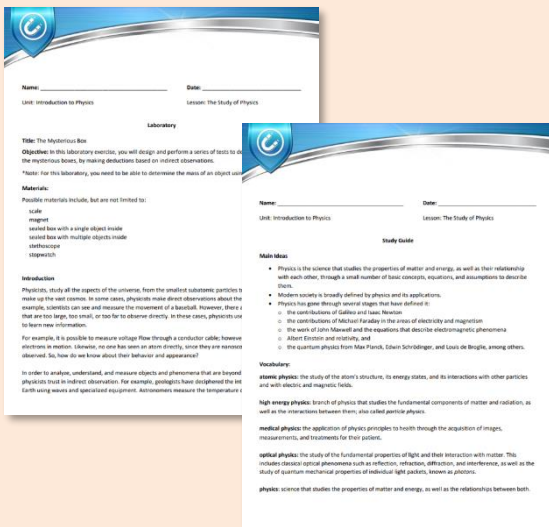 Name: Date:
Unit: Introduction to Physics Lesson: The Study of Physics
Laboratory
Title: The Mysterious Box
Objective: In this laboratory exercise, you will design and perform a series of tests to de
the mysterious boxes, by making deductions based on indirect observations.
*Note: For this laboratory, you need to be able to determine the mass of an object usin
Materials:
Possible materials include, but are not limited to:
scale
magnet
sealed box with a single object inside
sealed box with multiple objects inside
stethoscope
stopwatch
Introduction
Physicists, study all the aspects of the universe, from the smallest subatomic particles t
make up the vast cosmos. In some cases, physicists make direct observations about the
example, scientists can see and measure the movement of a baseball. However, there a
that are too large, too small, or too far to observe directly. In these cases, physicists use
to learn new information.
For example, it is possible to measure voltage flow through a conductor cable; however
electrons in motion. Likewise, no one has seen an atom directly, since they are nanosco
observed. So, how do we know about their behavior and appearance?
In order to analyse, understand, and measure objects and phenomena that are beyond
physicists trust in indirect observation. For example, geologists have deciphered the int
Earth using waves and specialized equipment. Astronomers measure the temperature o
Name: Date:
Unit: Introduction to Physics Lesson: The Study of Physics
Study Guide
Main Ideas
• Physics is the science that studies the properties of matter and energy, as well as their relationship
with each other, through a small number of basic concepts, equations, and assumptions to describe
them.
• Modern society is broadly defined by physics and its applications.
• Physics has gone through several stages that have defined it:
o the contributions of Galileo and Isaac Newton
o the contributions of Michael Faraday in the areas of electricity and magnetism
o the work of John Maxwell and the equations that describe electromagnetic phenomena
o Albert Einstein and relativity, and
o the quantum physics from Max Planck, Edwin Schrödinger, and Louis de Broglie, among others.
Vocabulary:
atomic physics: the study of the atom's structure, its energy states, and its interactions with other particles
and with electric and magnetic fields.
high energy physics: branch of physics that studies the fundamental components of matter and radiation, as
well as the interactions between them; also called particle physics.
medical physics: the application of physics principles to health through the acquisition of images,
measurements, and treatments for their patient.
optical physics: the study of the fundamental properties of light and their interaction with matter. This
includes classical optical phenomena such as reflection, refraction, diffraction, and interference, as well as the
study of quantum mechanical properties of individual light packets, known as photons.
physics: science that studies the properties of matter and energy, as well as the relationships between both.